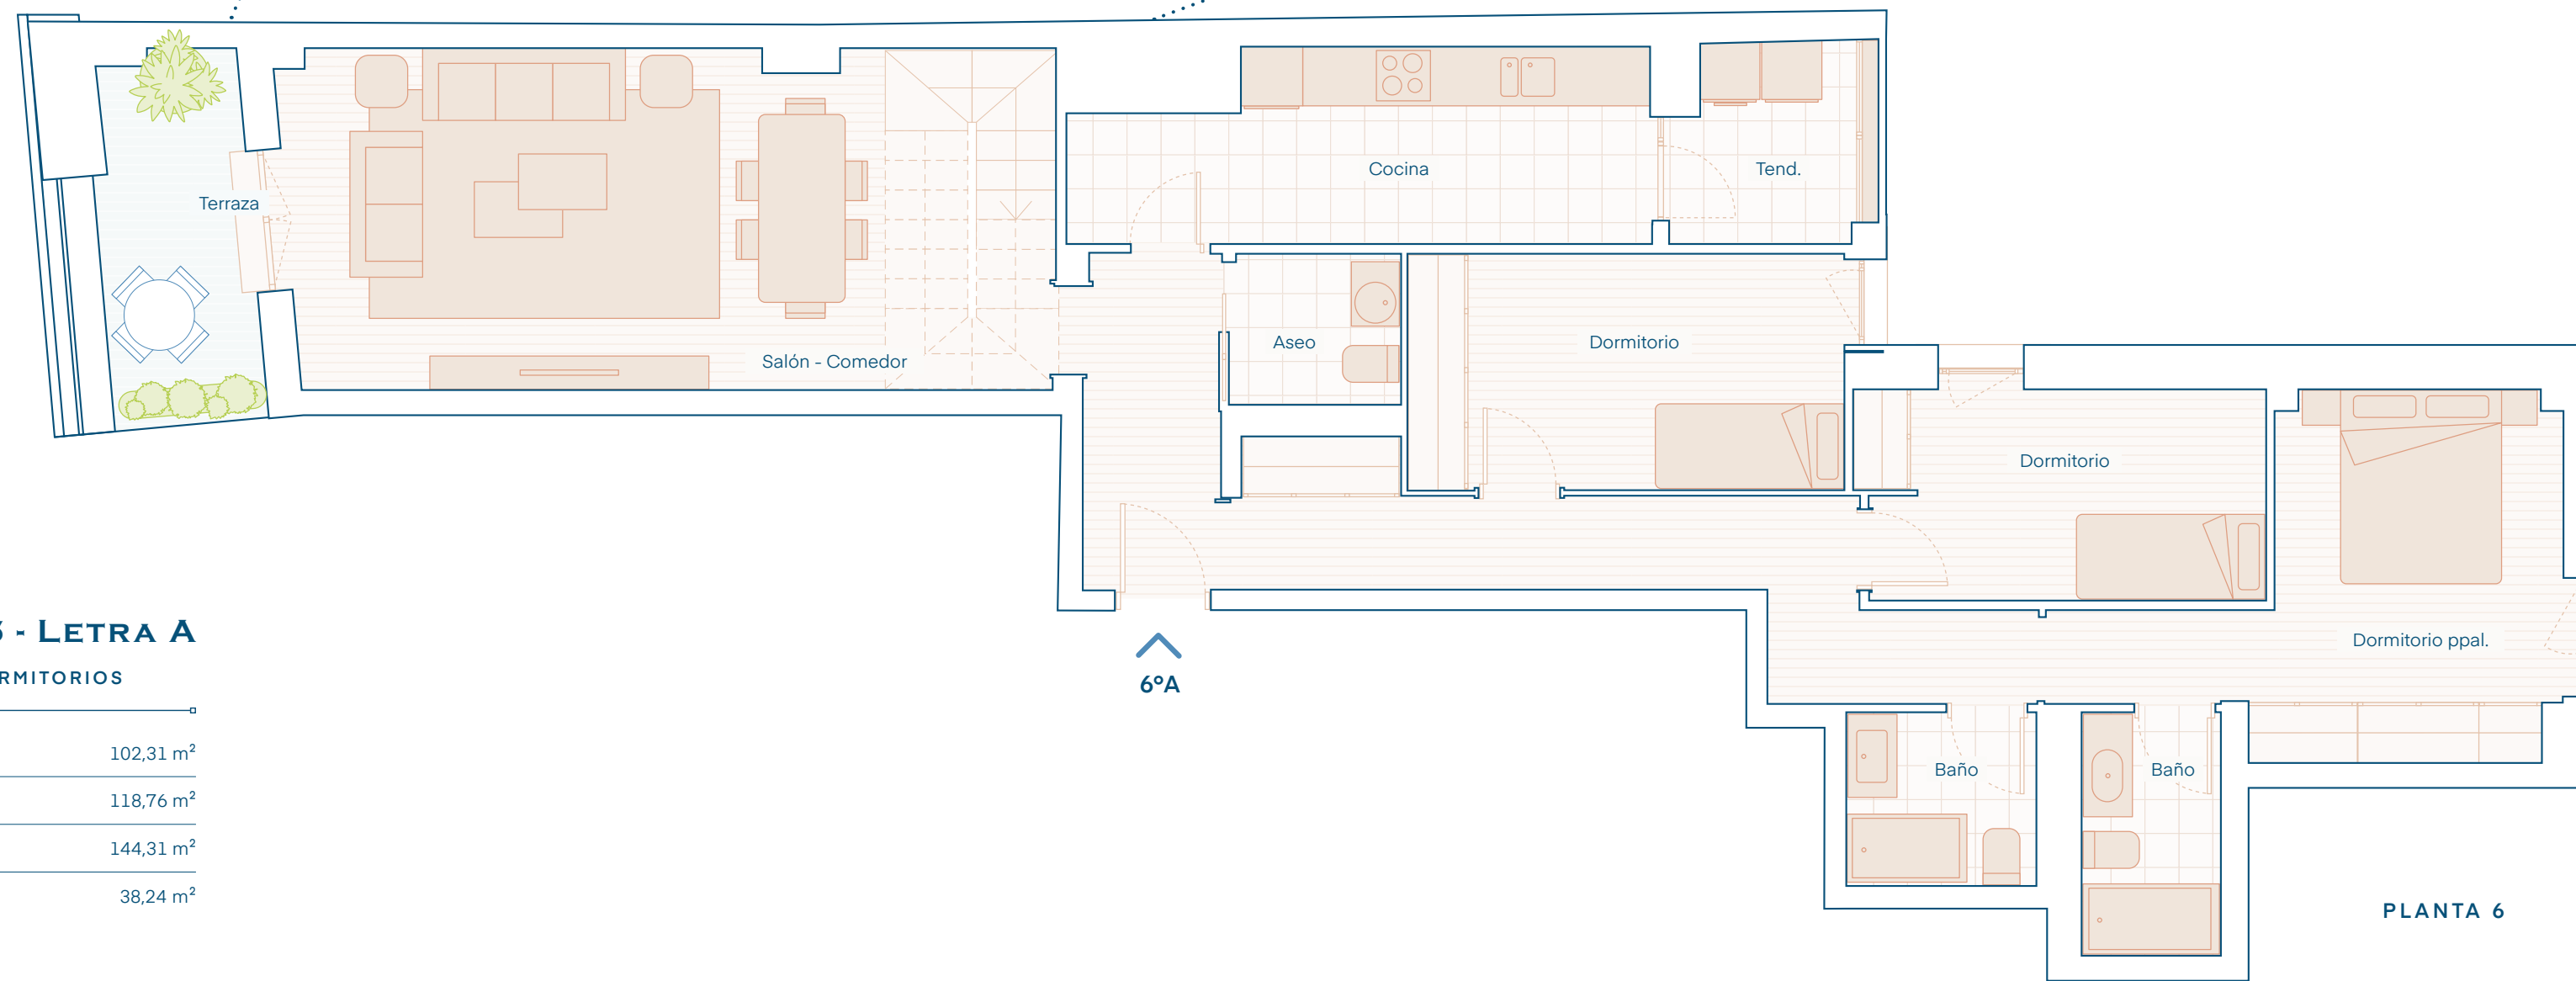 Cocina
Tend.
Terraza
Aseo
Dormitorio
Salón - Comedor
Dormitorio
- LETRA A
Dormitorio ppal.
RMITORIOS
6ºA
102,31 m²
Baño
Baño
118,76 m²
144,31 m²
38,24 m²
PLANTA 6